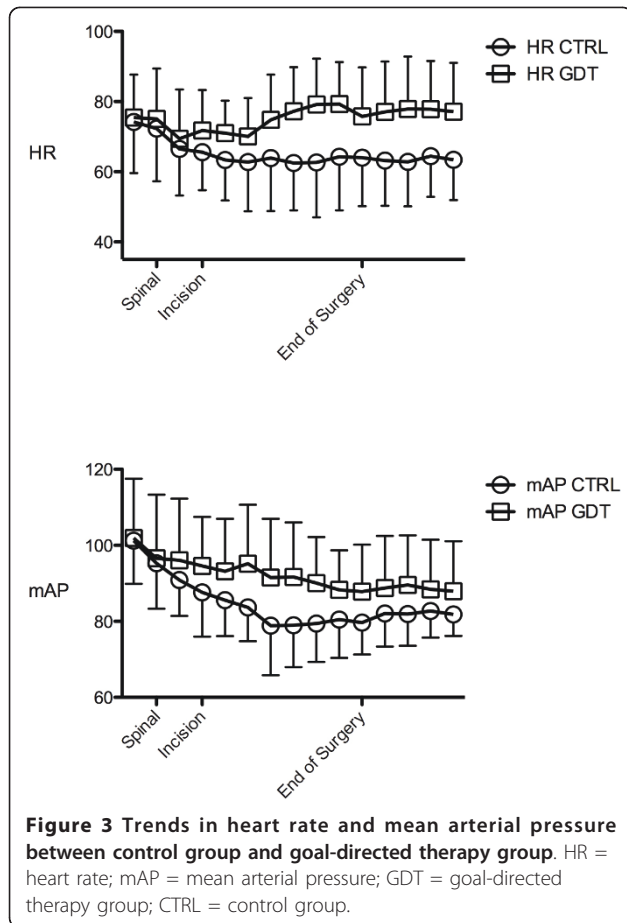 100
80
60
40
HR
HR CTRL
HR GDT
Spinal
Incision
End of Surgery
120
100
80
60
mAP
mAP CTRL
mAP GDT
Spinal
Incision
End of Surgery
Figure 3 Trends in heart rate and mean arterial pressure
between control group and goal-directed therapy group. HR =
heart rate; mAP = mean arterial pressure; GDT = goal-directed
therapy group; CTRL = control group.